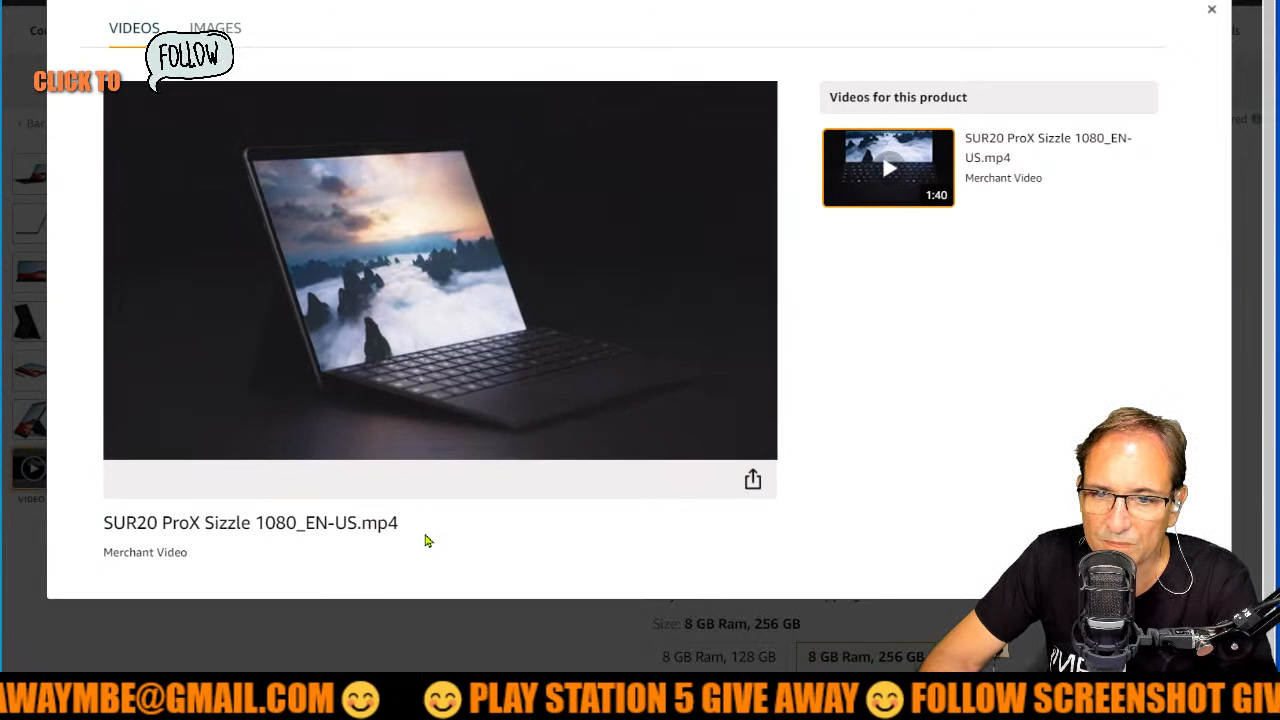 VIDEOS IMAGES
FOLLOW
CLICK TO
Videos for this product
SUR20 ProX Sizzle 1080_EN-
US.mp4
Merchant Video
1:40
VIDEO
SUR20 ProX Sizzle 1080_EN-US.mp4
Merchant Video
Size: 8 GB Ram, 256 GB
8 GB Ram, 128 GB
8 GB Ram, 256 GB
AWAYMBE@GMAIL.COM 😊 😊 PLAY STATION 5 GIVE AWAY 😊 FOLLOW SCREENSHOT GIV